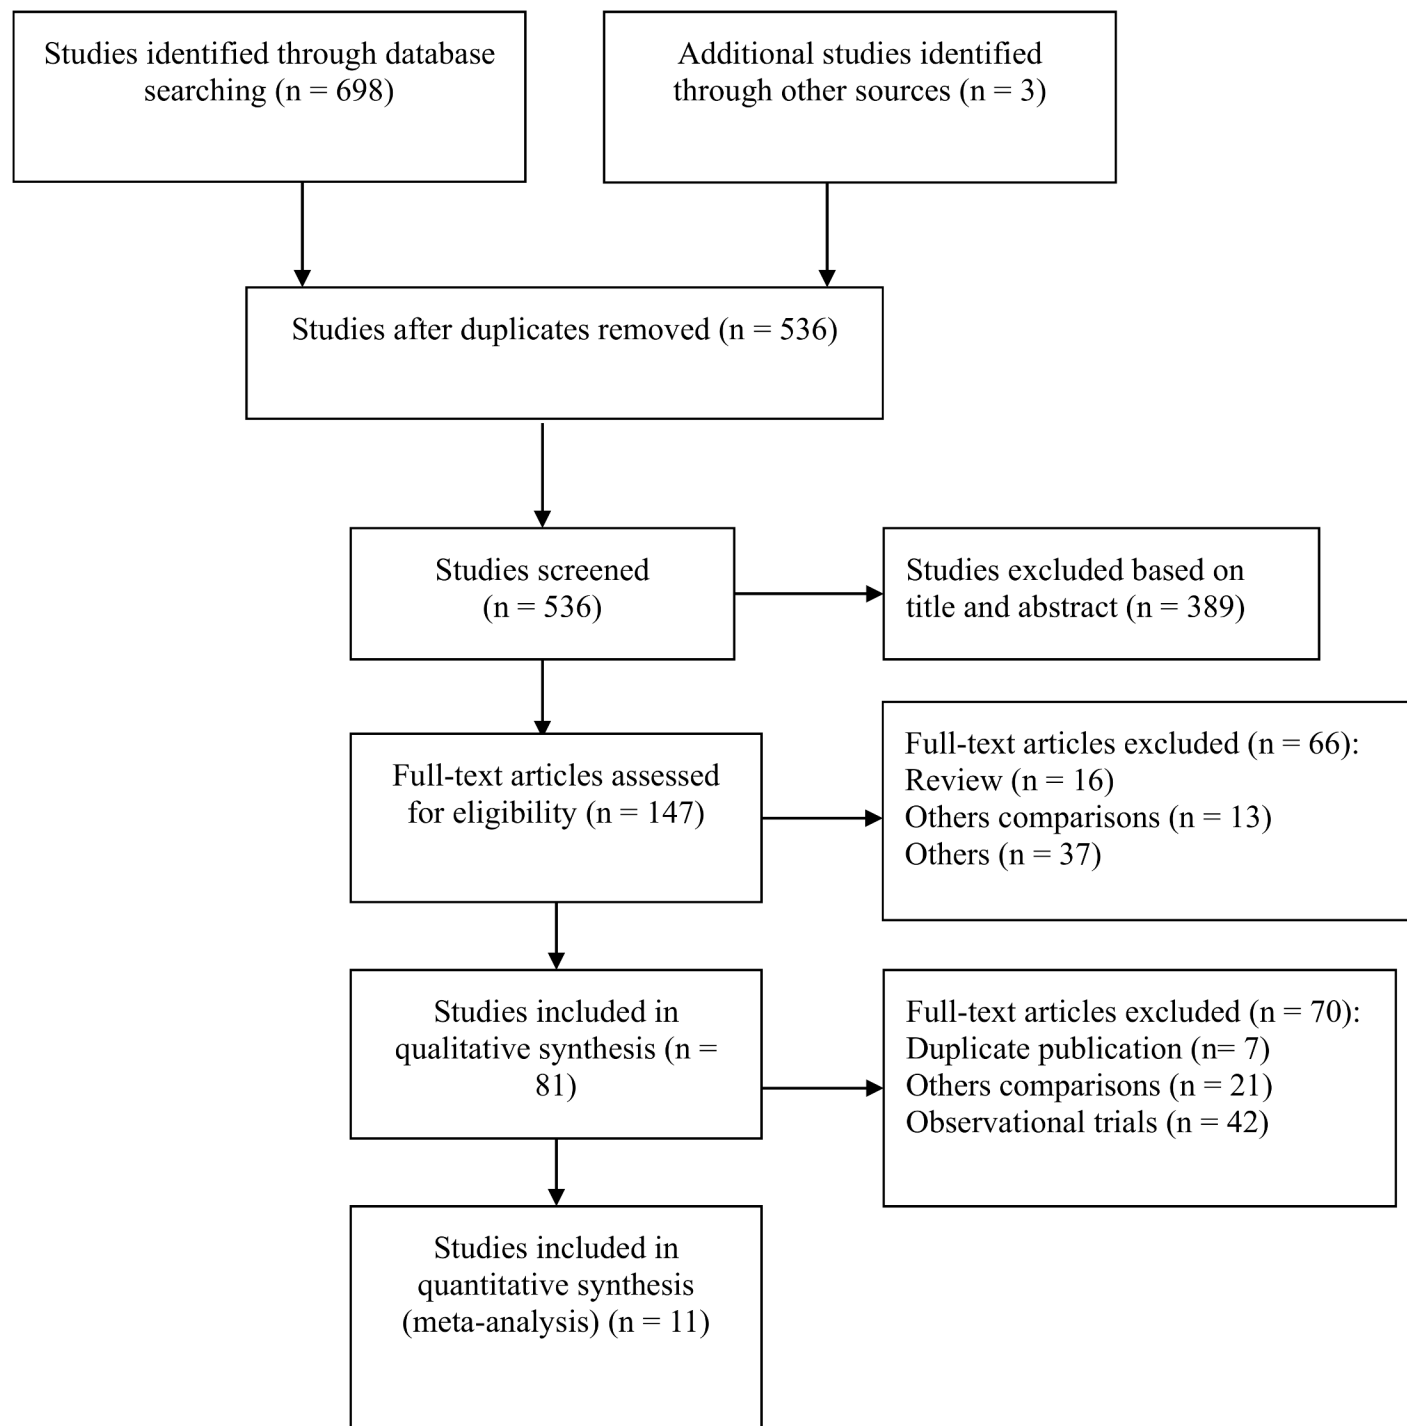 Studies identified through database
searching (n = 698)
Additional studies identified
through other sources (n = 3)
Studies after duplicates removed (n = 536)
Studies screened
(n = 536)
Studies excluded based on
title and abstract (n = 389)
Full-text articles assessed
for eligibility (n = 147)
Full-text articles excluded (n = 66):
Review (n = 16)
Others comparisons (n = 13)
Others (n = 37)
Studies included in
qualitative synthesis (n =
81)
Full-text articles excluded (n = 70):
Duplicate publication (n= 7)
Others comparisons (n = 21)
Observational trials (n = 42)
Studies included in
quantitative synthesis
(meta-analysis) (n = 11)